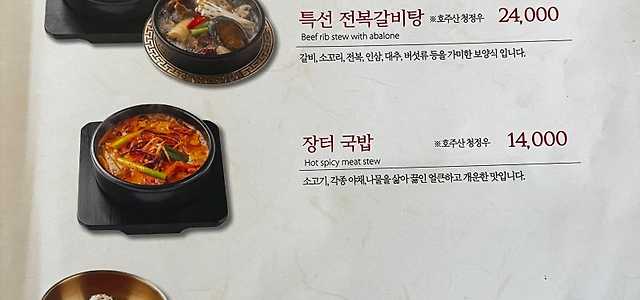 특선 전복갈비탕 ※호주산 청정우 24,000
Beef rib stew with abalone
갈비, 소꼬리, 전복, 인삼, 대추, 버섯류 등을 가미한 보양식 입니다.
장터 국밥 ※호주산 청정우 14,000
Hot spicy meat stew
소고기, 각종 야채,나물을 삶아 끓인 얼큰하고 개운한 맛입니다.